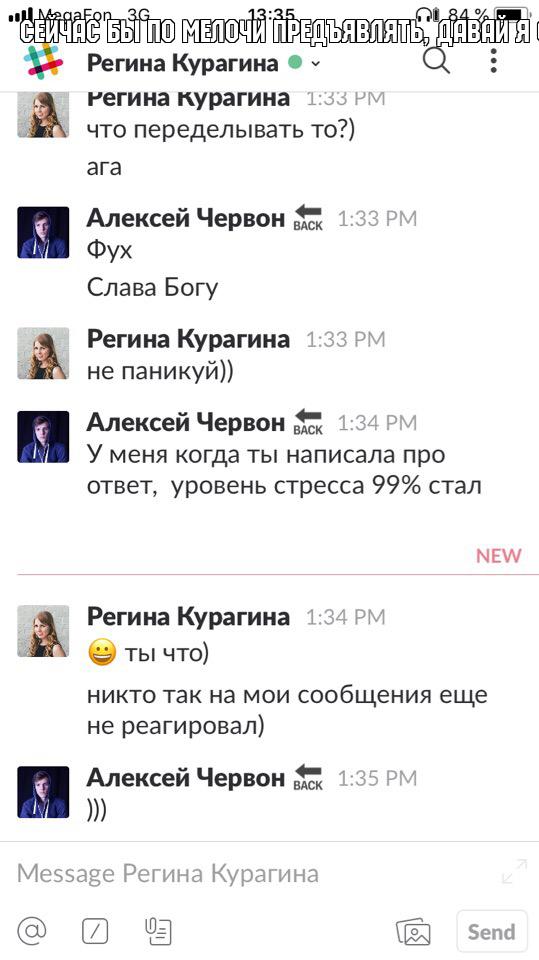 MegaFon 3G 13:35 84 %
СЕЙЧАС БЫ ПО МЕЛОЧИ ПРЕДЪЯВЛЯТЬ, ДАВАЙ Я
Регина Курагина
Регина Курагина 1:33 PM
что переделывать то?)
ага
Алексей Червон BACK 1:33 PM
Фух
Слава Богу
Регина Курагина 1:33 PM
не паникуй))
Алексей Червон BACK 1:34 PM
У меня когда ты написала про
ответ, уровень стресса 99% стал
NEW
Регина Курагина 1:34 PM
😀 ты что)
никто так на мои сообщения еще
не реагировал)
Алексей Червон BACK 1:35 PM
)))
Message Регина Курагина
Send